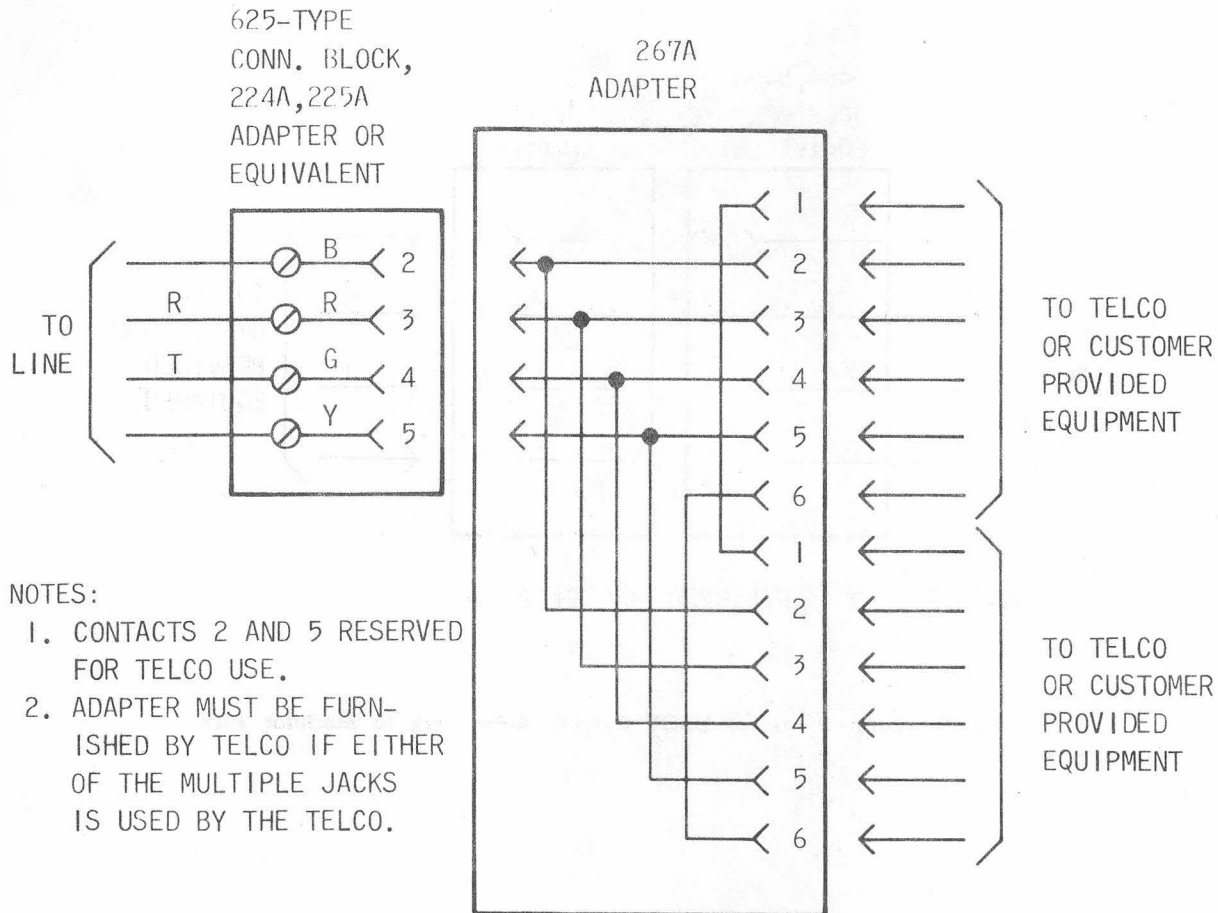 625-TYPE
CONN. BLOCK,
224A,225A
ADAPTER OR
EQUIVALENT
267A
ADAPTER
TO
LINE
R
T
B
R
G
Y
2
3
4
5
1
2
3
4
5
6
1
2
3
4
5
6
TO TELCO
OR CUSTOMER
PROVIDED
EQUIPMENT
TO TELCO
OR CUSTOMER
PROVIDED
EQUIPMENT
NOTES:
1. CONTACTS 2 AND 5 RESERVED
FOR TELCO USE.
2. ADAPTER MUST BE FURN-
ISHED BY TELCO IF EITHER
OF THE MULTIPLE JACKS
IS USED BY THE TELCO.